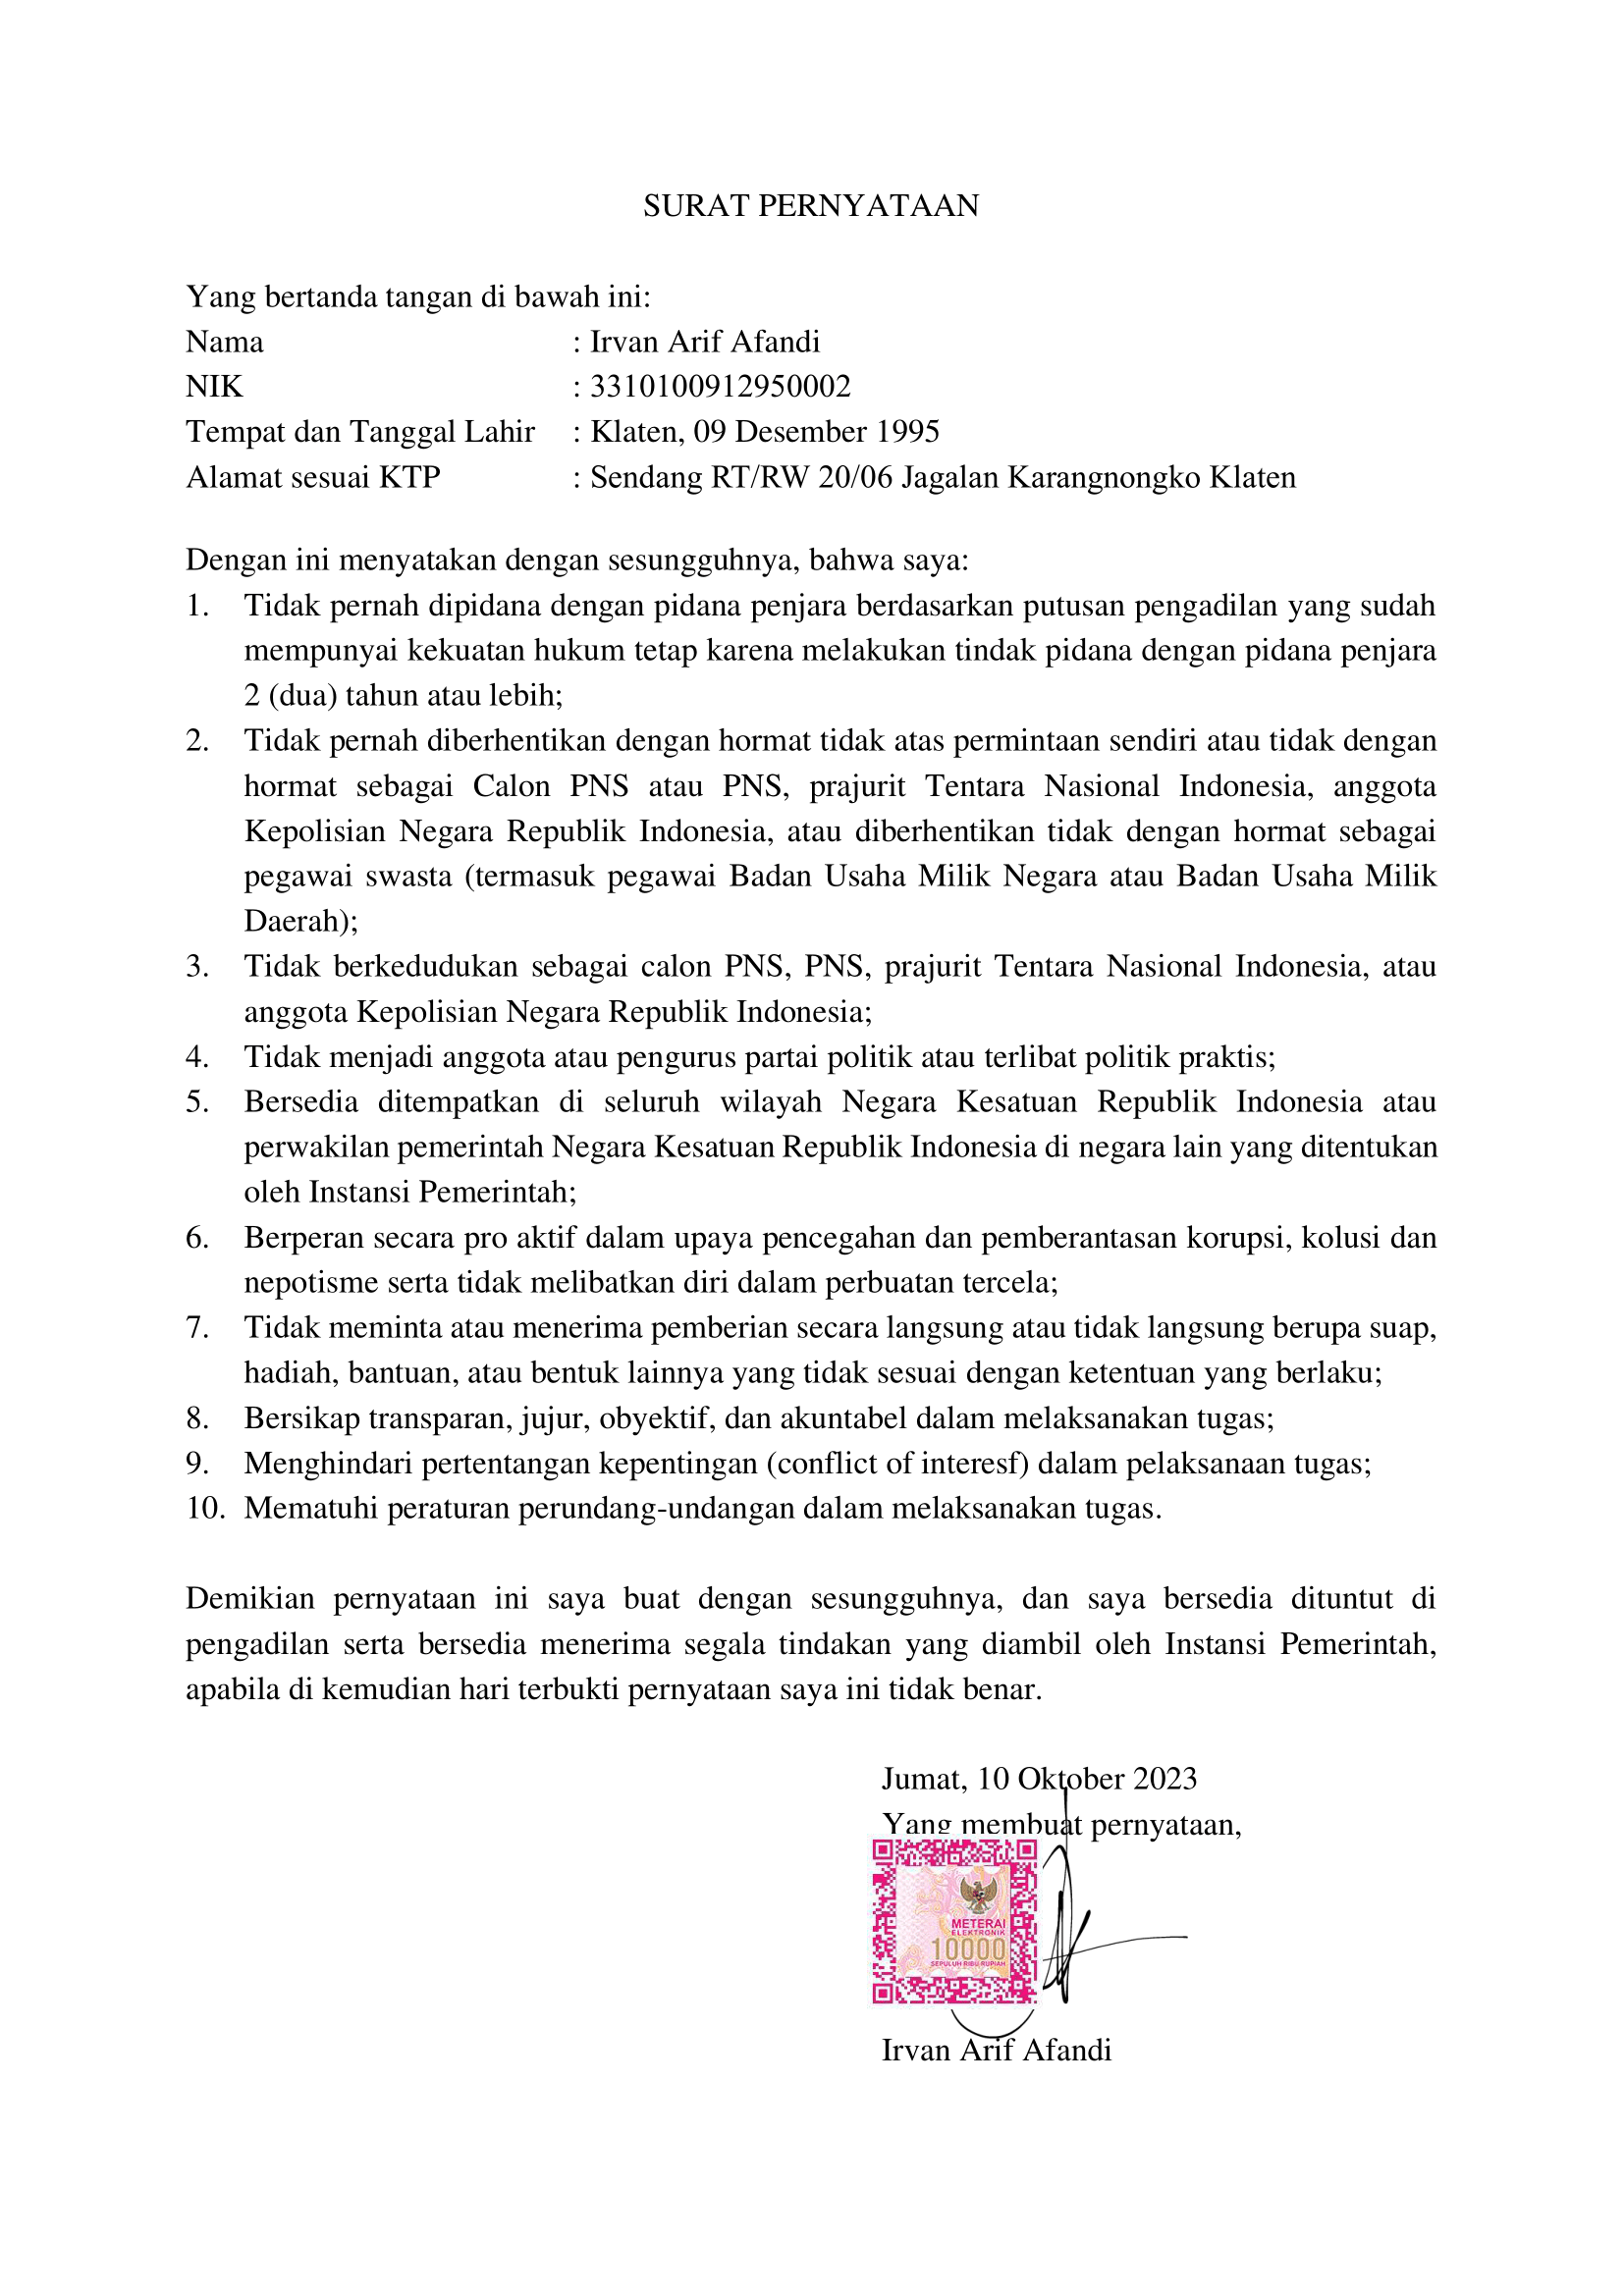 SURAT PERNYATAAN
Yang bertanda tangan di bawah ini:
Nama : Irvan Arif Afandi
NIK : 3310100912950002
Tempat dan Tanggal Lahir : Klaten, 09 Desember 1995
Alamat sesuai KTP : Sendang RT/RW 20/06 Jagalan Karangnongko Klaten
Dengan ini menyatakan dengan sesungguhnya, bahwa saya:
1. Tidak pernah dipidana dengan pidana penjara berdasarkan putusan pengadilan yang sudah
mempunyai kekuatan hukum tetap karena melakukan tindak pidana dengan pidana penjara
2 (dua) tahun atau lebih;
2. Tidak pernah diberhentikan dengan hormat tidak atas permintaan sendiri atau tidak dengan
hormat sebagai Calon PNS atau PNS, prajurit Tentara Nasional Indonesia, anggota
Kepolisian Negara Republik Indonesia, atau diberhentikan tidak dengan hormat sebagai
pegawai swasta (termasuk pegawai Badan Usaha Milik Negara atau Badan Usaha Milik
Daerah);
3. Tidak berkedudukan sebagai calon PNS, PNS, prajurit Tentara Nasional Indonesia, atau
anggota Kepolisian Negara Republik Indonesia;
4. Tidak menjadi anggota atau pengurus partai politik atau terlibat politik praktis;
5. Bersedia ditempatkan di seluruh wilayah Negara Kesatuan Republik Indonesia atau
perwakilan pemerintah Negara Kesatuan Republik Indonesia di negara lain yang ditentukan
oleh Instansi Pemerintah;
6. Berperan secara pro aktif dalam upaya pencegahan dan pemberantasan korupsi, kolusi dan
nepotisme serta tidak melibatkan diri dalam perbuatan tercela;
7. Tidak meminta atau menerima pemberian secara langsung atau tidak langsung berupa suap,
hadiah, bantuan, atau bentuk lainnya yang tidak sesuai dengan ketentuan yang berlaku;
8. Bersikap transparan, jujur, obyektif, dan akuntabel dalam melaksanakan tugas;
9. Menghindari pertentangan kepentingan (conflict of interesf) dalam pelaksanaan tugas;
10. Mematuhi peraturan perundang-undangan dalam melaksanakan tugas.
Demikian pernyataan ini saya buat dengan sesungguhnya, dan saya bersedia dituntut di
pengadilan serta bersedia menerima segala tindakan yang diambil oleh Instansi Pemerintah,
apabila di kemudian hari terbukti pernyataan saya ini tidak benar.
Jumat, 10 Oktober 2023
Yang membuat pernyataan,
METERAI
ELEKTRONIK
10000
SEPULUH RIBU RUPIAH
Irvan Arif Afandi